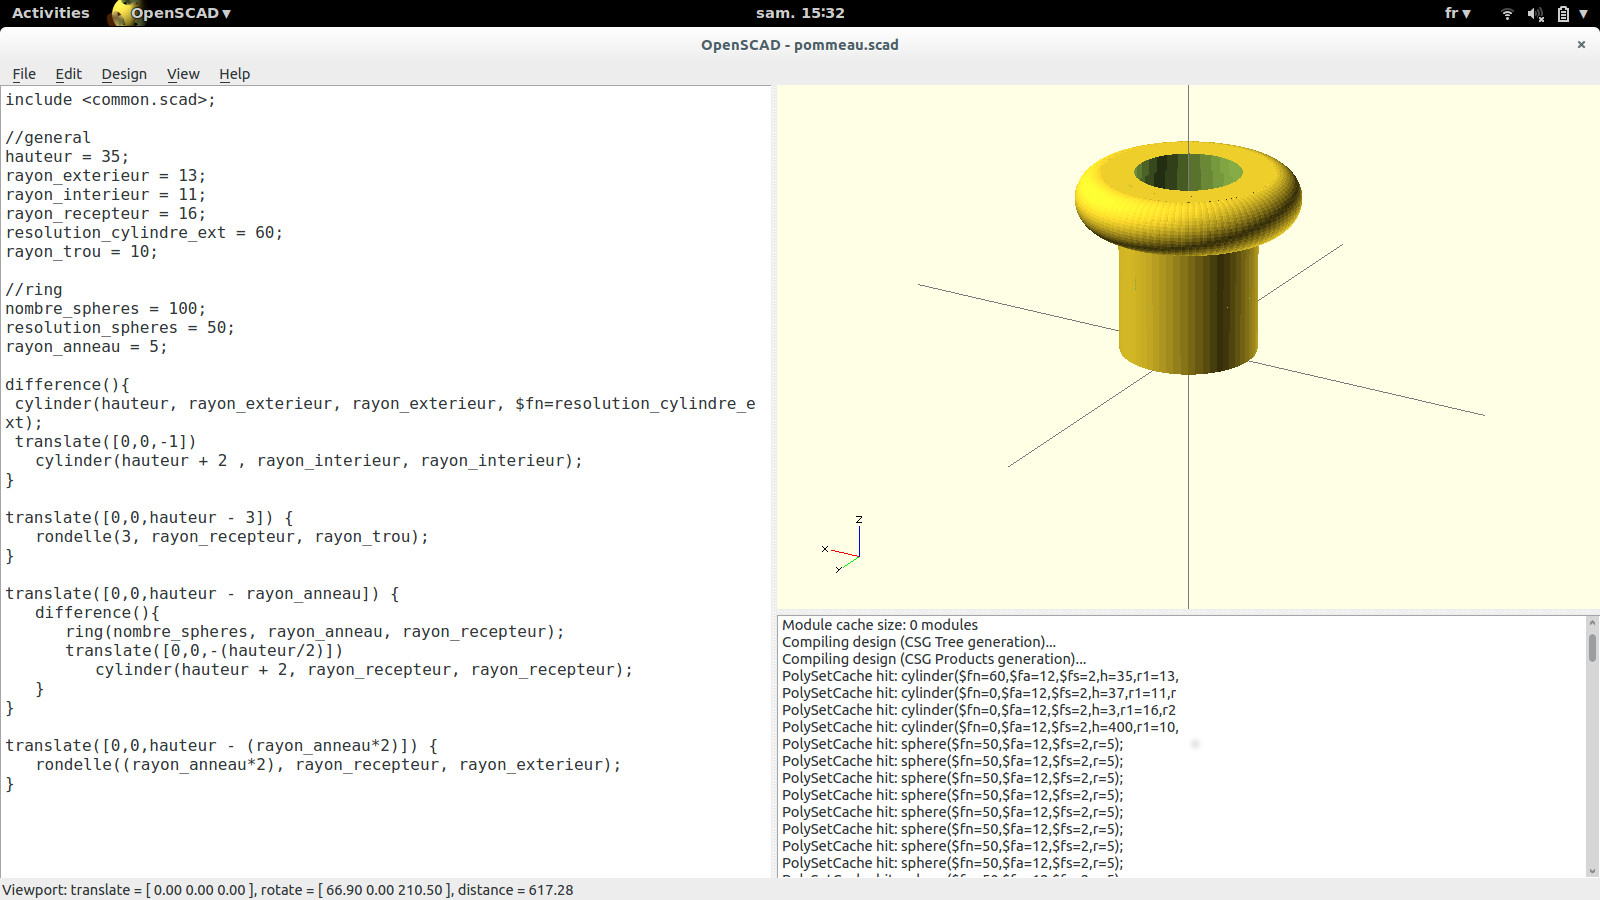 Activities OpenSCAD ▾ sam. 15:32 fr ▾
OpenSCAD - pommeau.scad ×
File Edit Design View Help
include <common.scad>;
//general
hauteur = 35;
rayon_exterieur = 13;
rayon_interieur = 11;
rayon_recepteur = 16;
resolution_cylindre_ext = 60;
rayon_trou = 10;
//ring
nombre_spheres = 100;
resolution_spheres = 50;
rayon_anneau = 5;
difference(){
cylinder(hauteur, rayon_exterieur, rayon_exterieur, $fn=resolution_cylindre_e
xt);
translate([0,0,-1])
cylinder(hauteur + 2 , rayon_interieur, rayon_interieur);
}
translate([0,0,hauteur - 3]) {
rondelle(3, rayon_recepteur, rayon_trou);
}
translate([0,0,hauteur - rayon_anneau]) {
difference(){
ring(nombre_spheres, rayon_anneau, rayon_recepteur);
translate([0,0,-(hauteur/2)])
cylinder(hauteur + 2, rayon_recepteur, rayon_recepteur);
}
}
translate([0,0,hauteur - (rayon_anneau*2)]) {
rondelle((rayon_anneau*2), rayon_recepteur, rayon_exterieur);
}
z
x
y
Module cache size: 0 modules
Compiling design (CSG Tree generation)...
Compiling design (CSG Products generation)...
PolySetCache hit: cylinder($fn=60,$fa=12,$fs=2,h=35,r1=13,
PolySetCache hit: cylinder($fn=0,$fa=12,$fs=2,h=37,r1=11,r
PolySetCache hit: cylinder($fn=0,$fa=12,$fs=2,h=3,r1=16,r2
PolySetCache hit: cylinder($fn=0,$fa=12,$fs=2,h=400,r1=10,
PolySetCache hit: sphere($fn=50,$fa=12,$fs=2,r=5);
PolySetCache hit: sphere($fn=50,$fa=12,$fs=2,r=5);
PolySetCache hit: sphere($fn=50,$fa=12,$fs=2,r=5);
PolySetCache hit: sphere($fn=50,$fa=12,$fs=2,r=5);
PolySetCache hit: sphere($fn=50,$fa=12,$fs=2,r=5);
PolySetCache hit: sphere($fn=50,$fa=12,$fs=2,r=5);
PolySetCache hit: sphere($fn=50,$fa=12,$fs=2,r=5);
PolySetCache hit: sphere($fn=50,$fa=12,$fs=2,r=5);
Viewport: translate = [ 0.00 0.00 0.00 ], rotate = [ 66.90 0.00 210.50 ], distance = 617.28